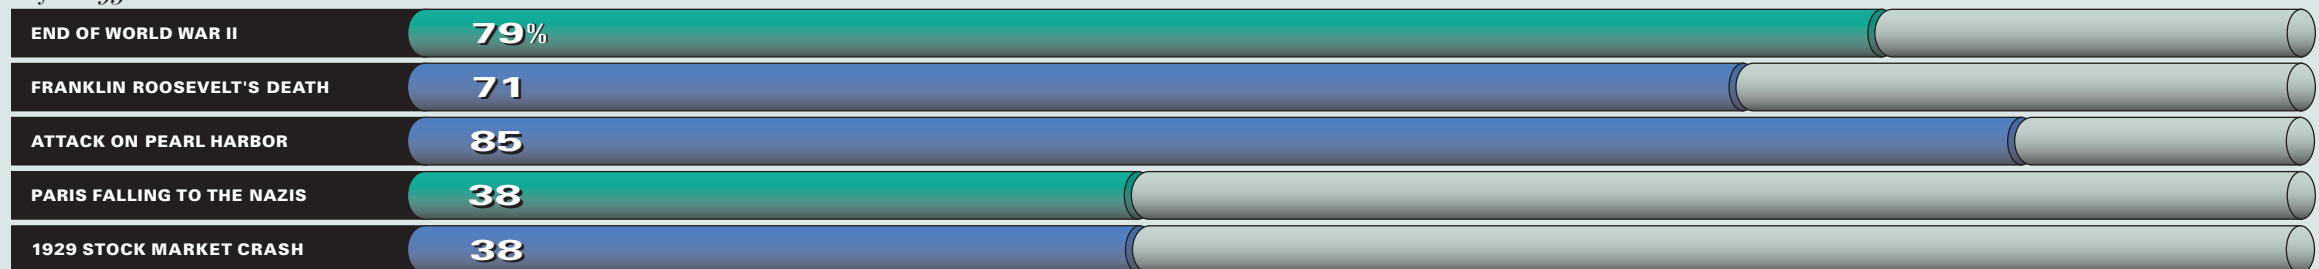 END OF WORLD WAR II 79%
FRANKLIN ROOSEVELT'S DEATH 71
ATTACK ON PEARL HARBOR 85
PARIS FALLING TO THE NAZIS 38
1929 STOCK MARKET CRASH 38